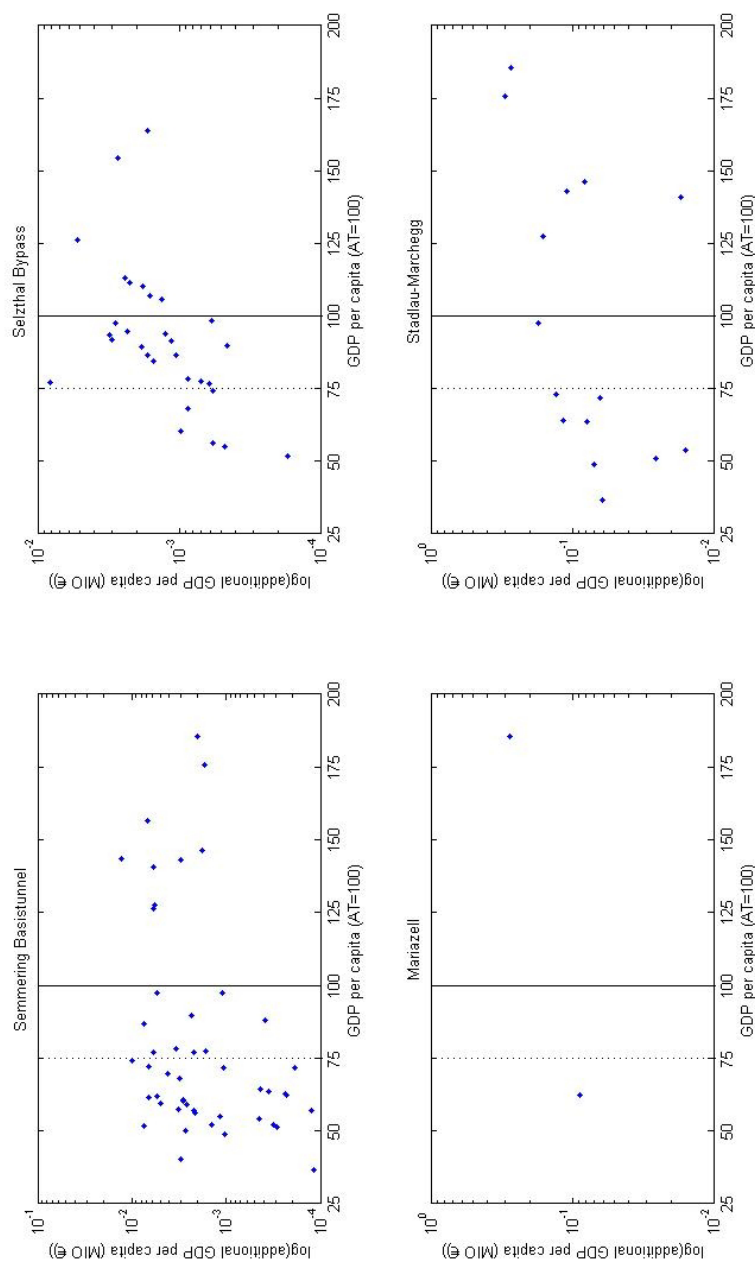 Semmering Basistunnel
log(additional GDP per capita (MIO €))
10⁻¹
10⁻²
10⁻³
10⁻⁴
25 50 75 100 125 150 175 200
GDP per capita (AT=100)
Selzthal Bypass
log(additional GDP per capita (MIO €))
10⁻²
10⁻³
10⁻⁴
25 50 75 100 125 150 175 200
GDP per capita (AT=100)
Mariazell
log(additional GDP per capita (MIO €))
10⁰
10⁻¹
10⁻²
25 50 75 100 125 150 175 200
GDP per capita (AT=100)
Stadlau-Marchegg
log(additional GDP per capita (MIO €))
10⁰
10⁻¹
10⁻²
25 50 75 100 125 150 175 200
GDP per capita (AT=100)